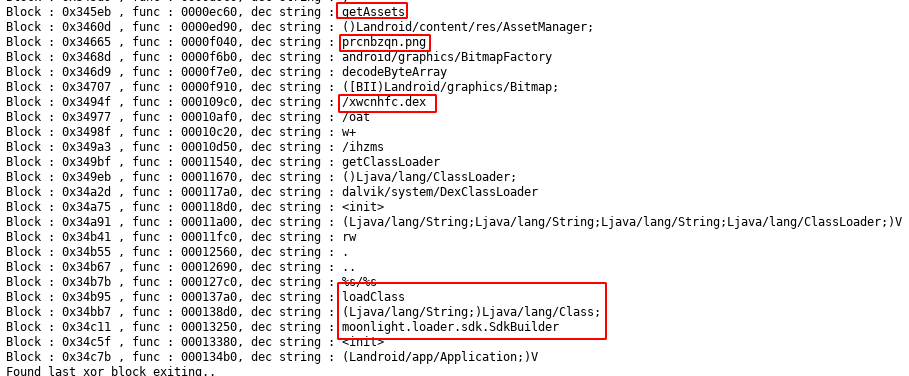 Block : 0x345eb , func : 0000ec60, dec string : getAssets
Block : 0x3460d , func : 0000ed90, dec string : ()Landroid/content/res/AssetManager;
Block : 0x34665 , func : 0000f040, dec string : prcnbzqn.png
Block : 0x3468d , func : 0000f6b0, dec string : android/graphics/BitmapFactory
Block : 0x346d9 , func : 0000f7e0, dec string : decodeByteArray
Block : 0x34707 , func : 0000f910, dec string : ([BII)Landroid/graphics/Bitmap;
Block : 0x3494f , func : 000109c0, dec string : /xwcnhfc.dex
Block : 0x34977 , func : 00010af0, dec string : /oat
Block : 0x3498f , func : 00010c20, dec string : w+
Block : 0x349a3 , func : 00010d50, dec string : /ihzms
Block : 0x349bf , func : 00011540, dec string : getClassLoader
Block : 0x349eb , func : 00011670, dec string : ()Ljava/lang/ClassLoader;
Block : 0x34a2d , func : 000117a0, dec string : dalvik/system/DexClassLoader
Block : 0x34a75 , func : 000118d0, dec string : <init>
Block : 0x34a91 , func : 00011a00, dec string : (Ljava/lang/String;Ljava/lang/String;Ljava/lang/String;Ljava/lang/ClassLoader;)V
Block : 0x34b41 , func : 00011fc0, dec string : rw
Block : 0x34b55 , func : 00012560, dec string : .
Block : 0x34b67 , func : 00012690, dec string : ..
Block : 0x34b7b , func : 000127c0, dec string : %s/%s
Block : 0x34b95 , func : 000137a0, dec string : loadClass
Block : 0x34bb7 , func : 000138d0, dec string : (Ljava/lang/String;)Ljava/lang/Class;
Block : 0x34c11 , func : 00013250, dec string : moonlight.loader.sdk.SdkBuilder
Block : 0x34c5f , func : 00013380, dec string : <init>
Block : 0x34c7b , func : 000134b0, dec string : (Landroid/app/Application;)V
Found last xor block exiting..